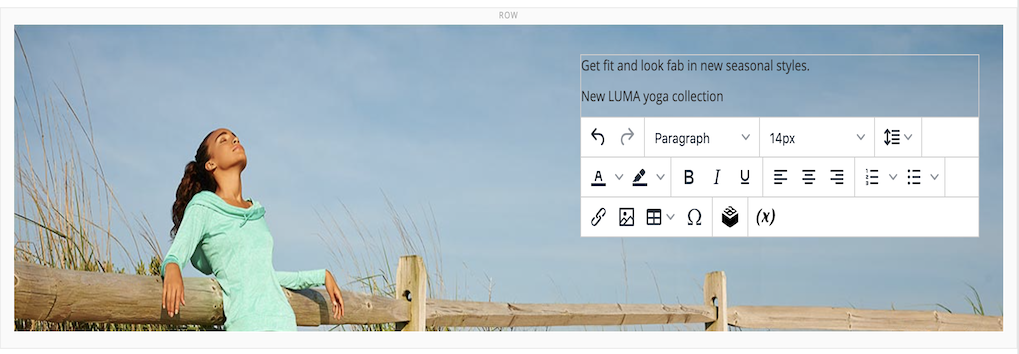 ROW
Get fit and look fab in new seasonal styles.
New LUMA yoga collection
Paragraph 14px
A B I U
Ω (x)